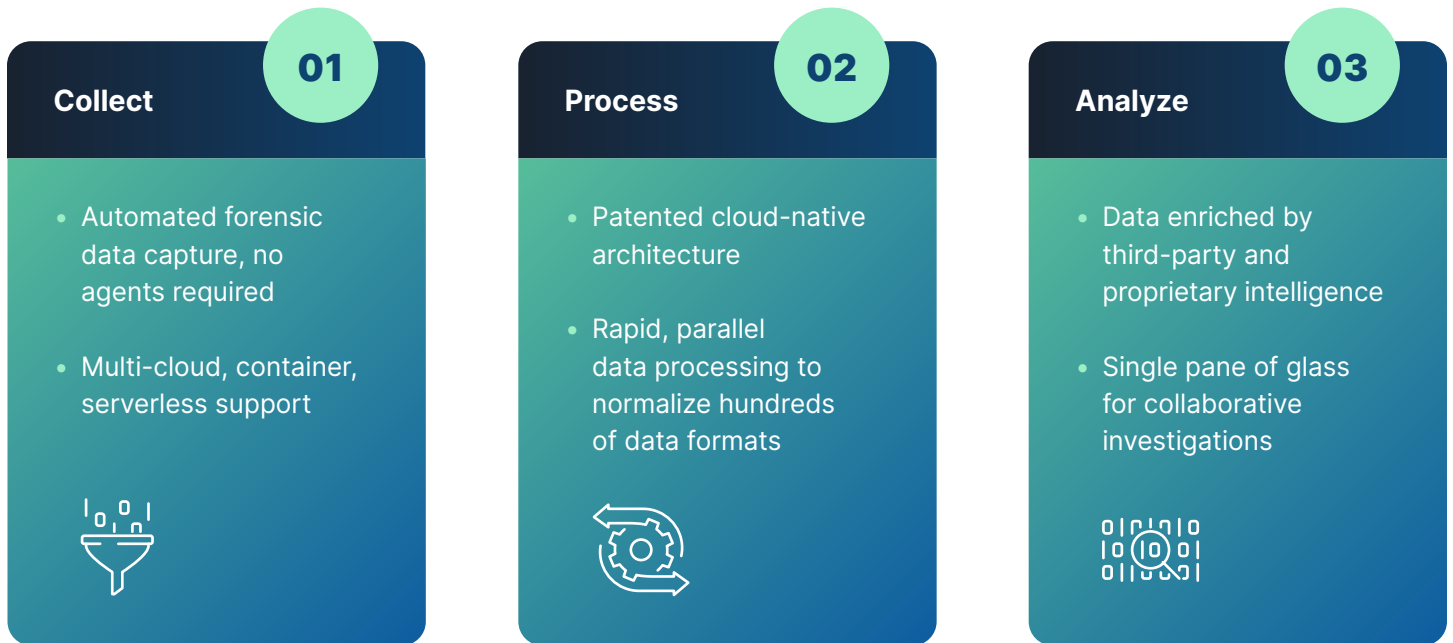 01
Collect
• Automated forensic
data capture, no
agents required
• Multi-cloud, container,
serverless support
02
Process
• Patented cloud-native
architecture
• Rapid, parallel
data processing to
normalize hundreds
of data formats
03
Analyze
• Data enriched by
third-party and
proprietary intelligence
• Single pane of glass
for collaborative
investigations